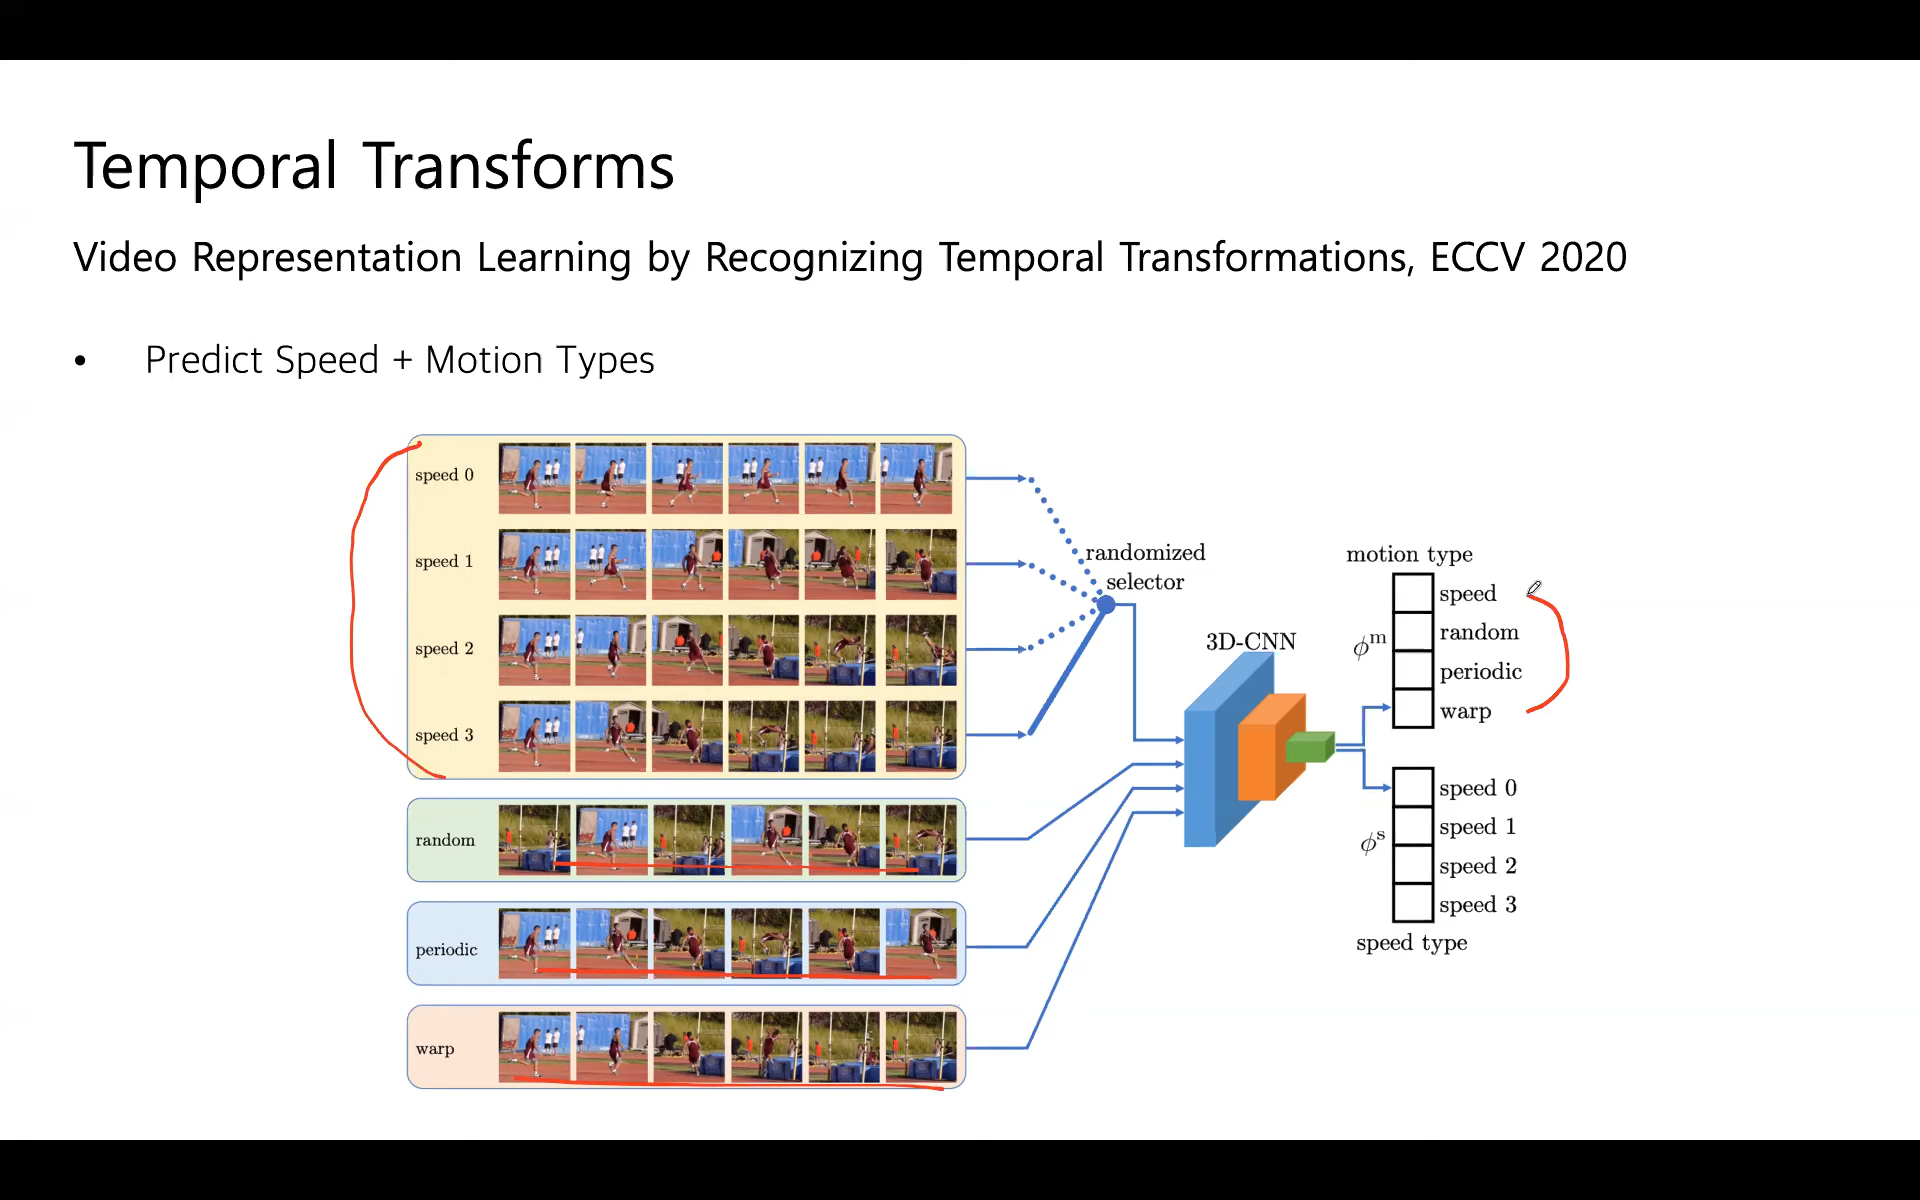 Temporal Transforms
Video Representation Learning by Recognizing Temporal Transformations, ECCV 2020
• Predict Speed + Motion Types
speed 0
speed 1
speed 2
speed 3
random
periodic
warp
randomized
selector
3D-CNN
motion type
ϕᵐ
speed
random
periodic
warp
ϕˢ
speed 0
speed 1
speed 2
speed 3
speed type